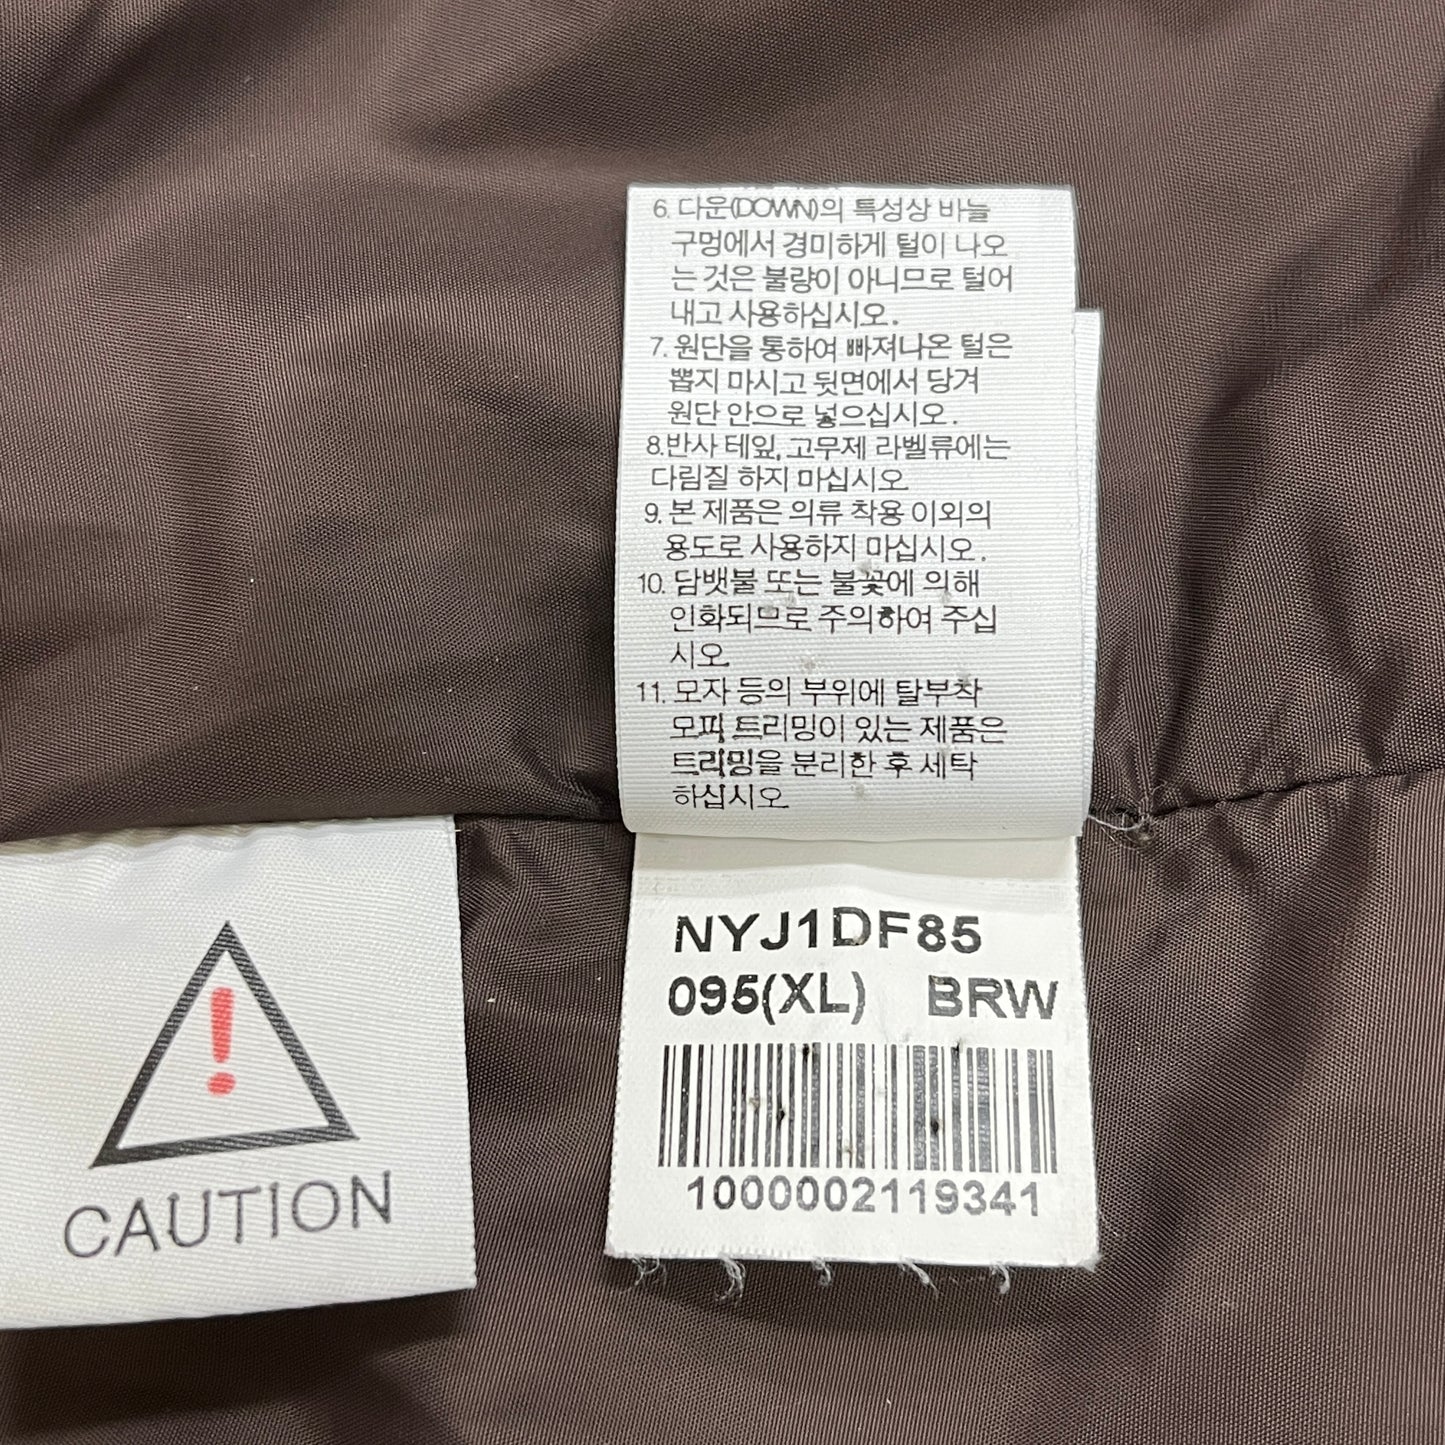 6. 다운(DOWN)의 특성상 바늘
구멍에서 경미하게 털이 나오
는 것은 불량이 아니므로 털어
내고 사용하십시오.
7. 원단을 통하여 빠져나온 털은
뽑지 마시고 뒷면에서 당겨
원단 안으로 넣으십시오.
8.반사 테잎, 고무제 라벨류에는
다림질 하지 마십시오
9. 본 제품은 의류 착용 이외의
용도로 사용하지 마십시오.
10. 담뱃불 또는 불꽃에 의해
인화되므로 주의하여 주십
시오
11. 모자 등의 부위에 탈부착
모피 트리밍이 있는 제품은
트리밍을 분리한 후 세탁
하십시오
NYJ1DF85
095(XL) BRW
1000002119341
!
CAUTION